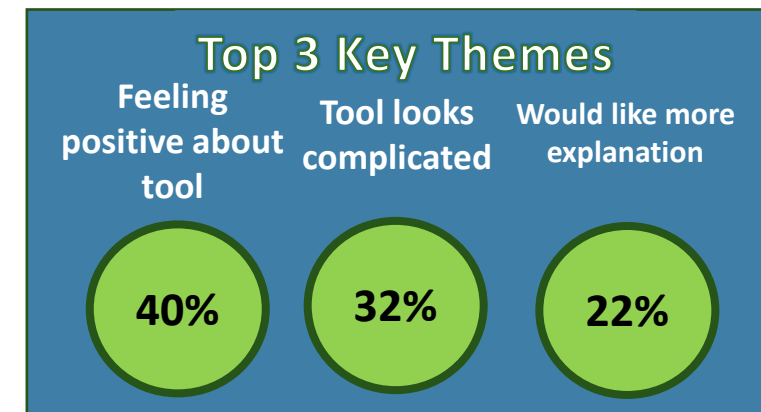 Top 3 Key Themes
Feeling
positive about
tool
Tool looks
complicated
Would like more
explanation
40%
32%
22%